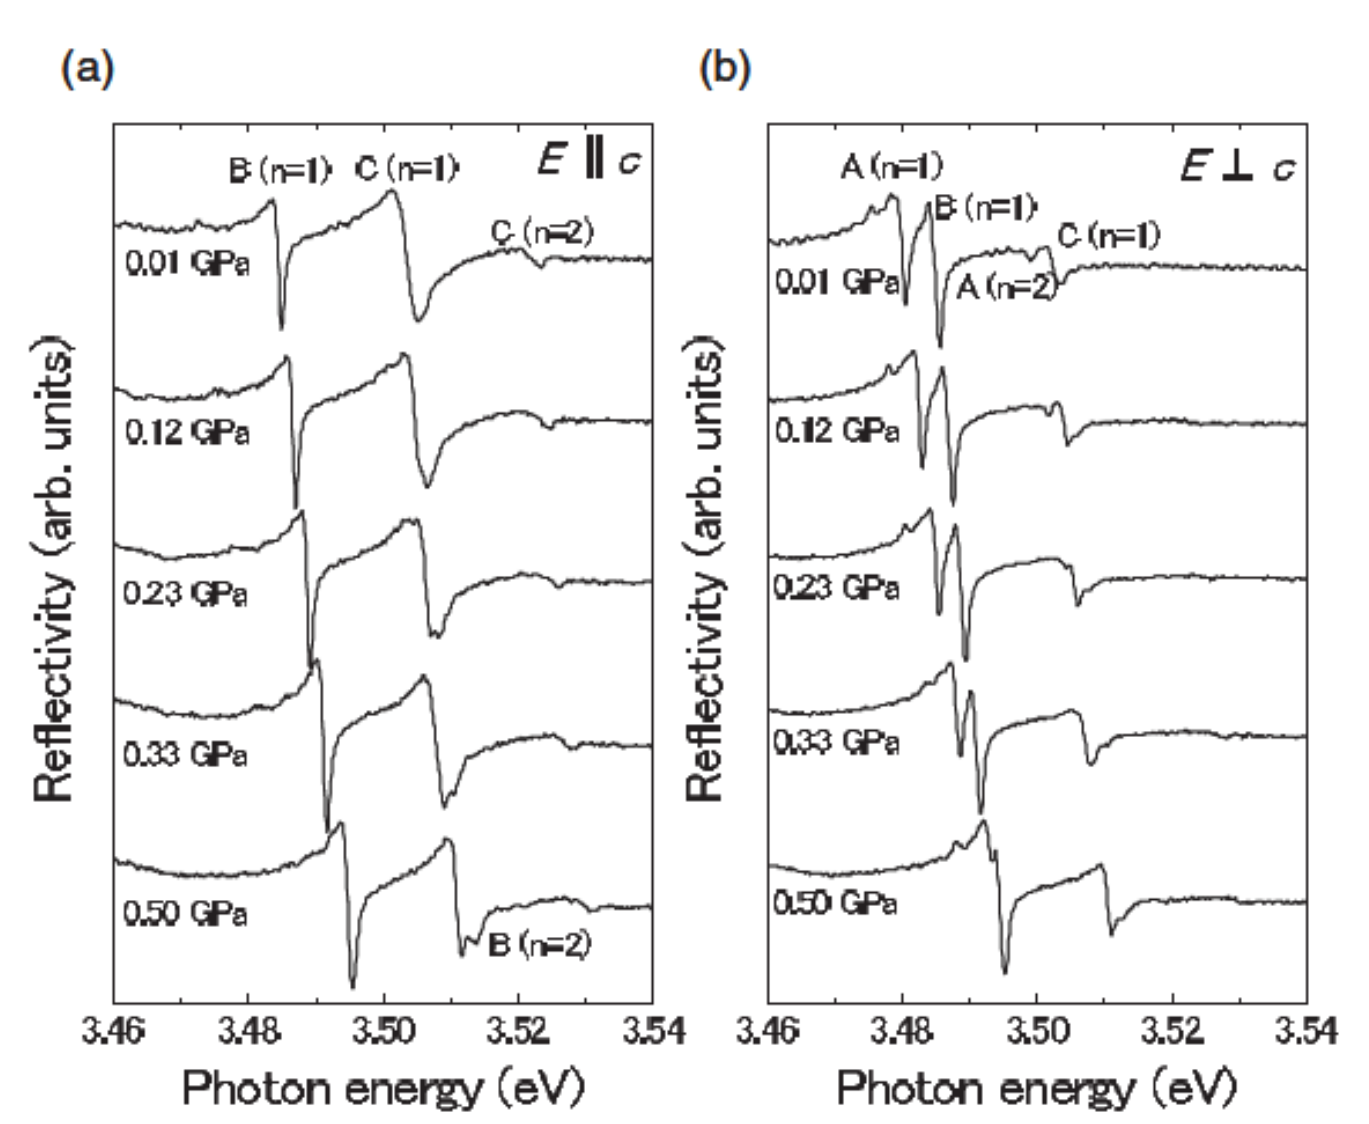 (a)
E ∥ c
B (n=1) C (n=1)
C (n=2)
0.01 GPa
0.12 GPa
0.23 GPa
0.33 GPa
0.50 GPa
B (n=2)
3.46 3.48 3.50 3.52 3.54
Photon energy (eV)
Reflectivity (arb. units)
(b)
E ⊥ c
A (n=1)
B (n=1)
C (n=1)
0.01 GPa
A (n=2)
0.12 GPa
0.23 GPa
0.33 GPa
0.50 GPa
3.46 3.48 3.50 3.52 3.54
Photon energy (eV)
Reflectivity (arb. units)